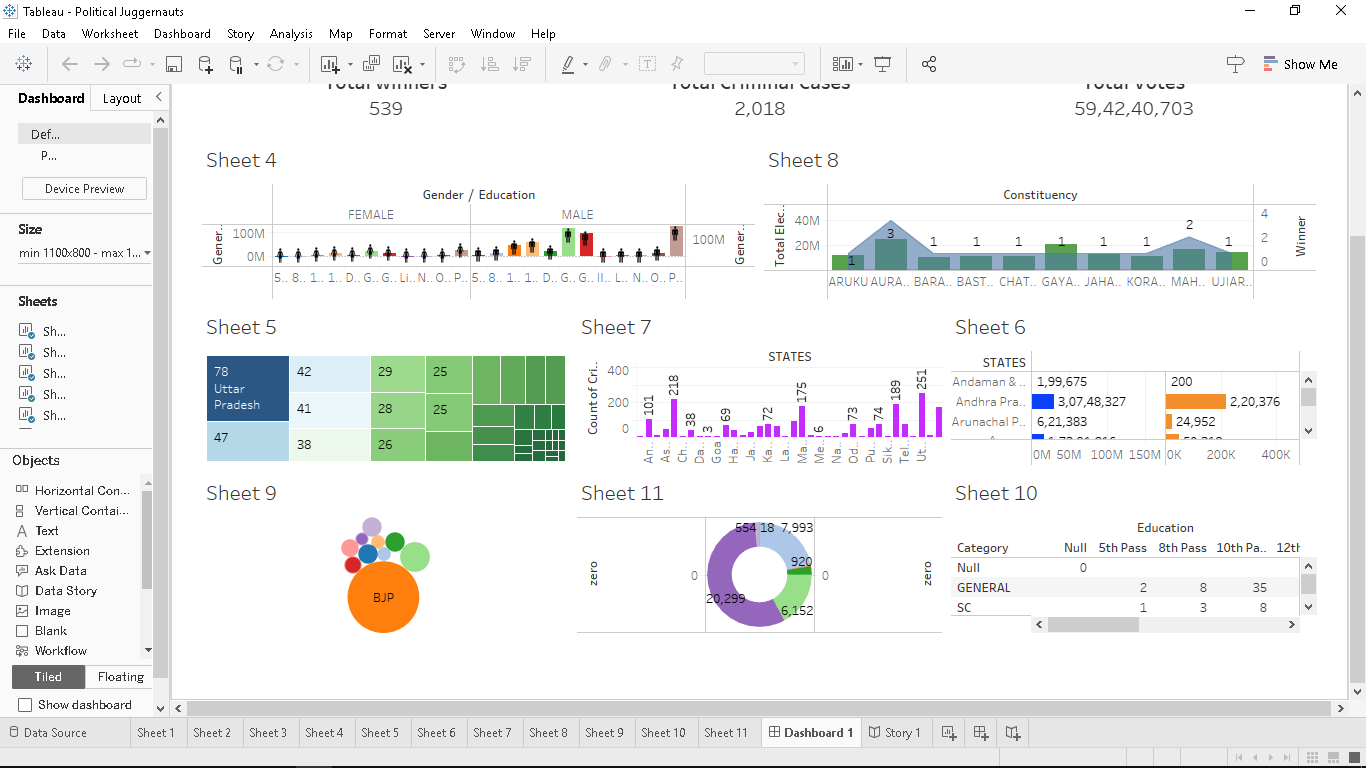 Tableau - Political Juggernauts
File Data Worksheet Dashboard Story Analysis Map Format Server Window Help
Show Me
Dashboard Layout
Def...
P...
Device Preview
Size
min 1100x800 - max 1...
Sheets
Sh...
Sh...
Sh...
Sh...
Sh...
Objects
Horizontal Con...
Vertical Contai...
Text
Extension
Ask Data
Data Story
Image
Blank
Workflow
Tiled Floating
Show dashboard
Total Winners Total Criminal Cases Total Votes
539 2,018 59,42,40,703
Sheet 4
Gender / Education
FEMALE MALE
Gener..
100M
0M
100M
Gener..
5.. 8.. 1.. 1.. D.. G.. G.. Li.. N.. O.. P.. 5.. 8.. 1.. 1.. D.. G.. G.. Il.. L.. N.. O.. P..
Sheet 8
Constituency
Total Elec..
40M
20M
1 3 1 1 1 1 1 1 2 1
4
2
0
Winner
ARUKU AURA.. BARA.. BAST.. CHAT.. GAYA.. JAHA.. KORA.. MAH.. UJIAR..
Sheet 5
78 42 29 25
Uttar
Pradesh
41 28 25
47 38 26
Sheet 7
STATES
Count of Cri..
400
200
0
101 218 38 3 69 72 175 6 73 74 189 251
An.. As.. Ch.. Da.. Goa Ha.. Ja.. Ka.. La.. Ma.. Me.. Na.. Od.. Pu.. Sik.. Tel.. Ut..
Sheet 6
STATES
Andaman & .. 1,99,675 200
Andhra Pra.. 3,07,48,327 2,20,376
Arunachal P.. 6,21,383 24,952
0M 50M 100M 150M 0K 200K 400K
Sheet 9
BJP
Sheet 11
zero
0
554 18 7,993
920
20,299
6,152
0
zero
Sheet 10
Education
Category Null 5th Pass 8th Pass 10th Pa.. 12th
Null 0
GENERAL 2 8 35
SC 1 3 8
Data Source Sheet 1 Sheet 2 Sheet 3 Sheet 4 Sheet 5 Sheet 6 Sheet 7 Sheet 8 Sheet 9 Sheet 10 Sheet 11 Dashboard 1 Story 1